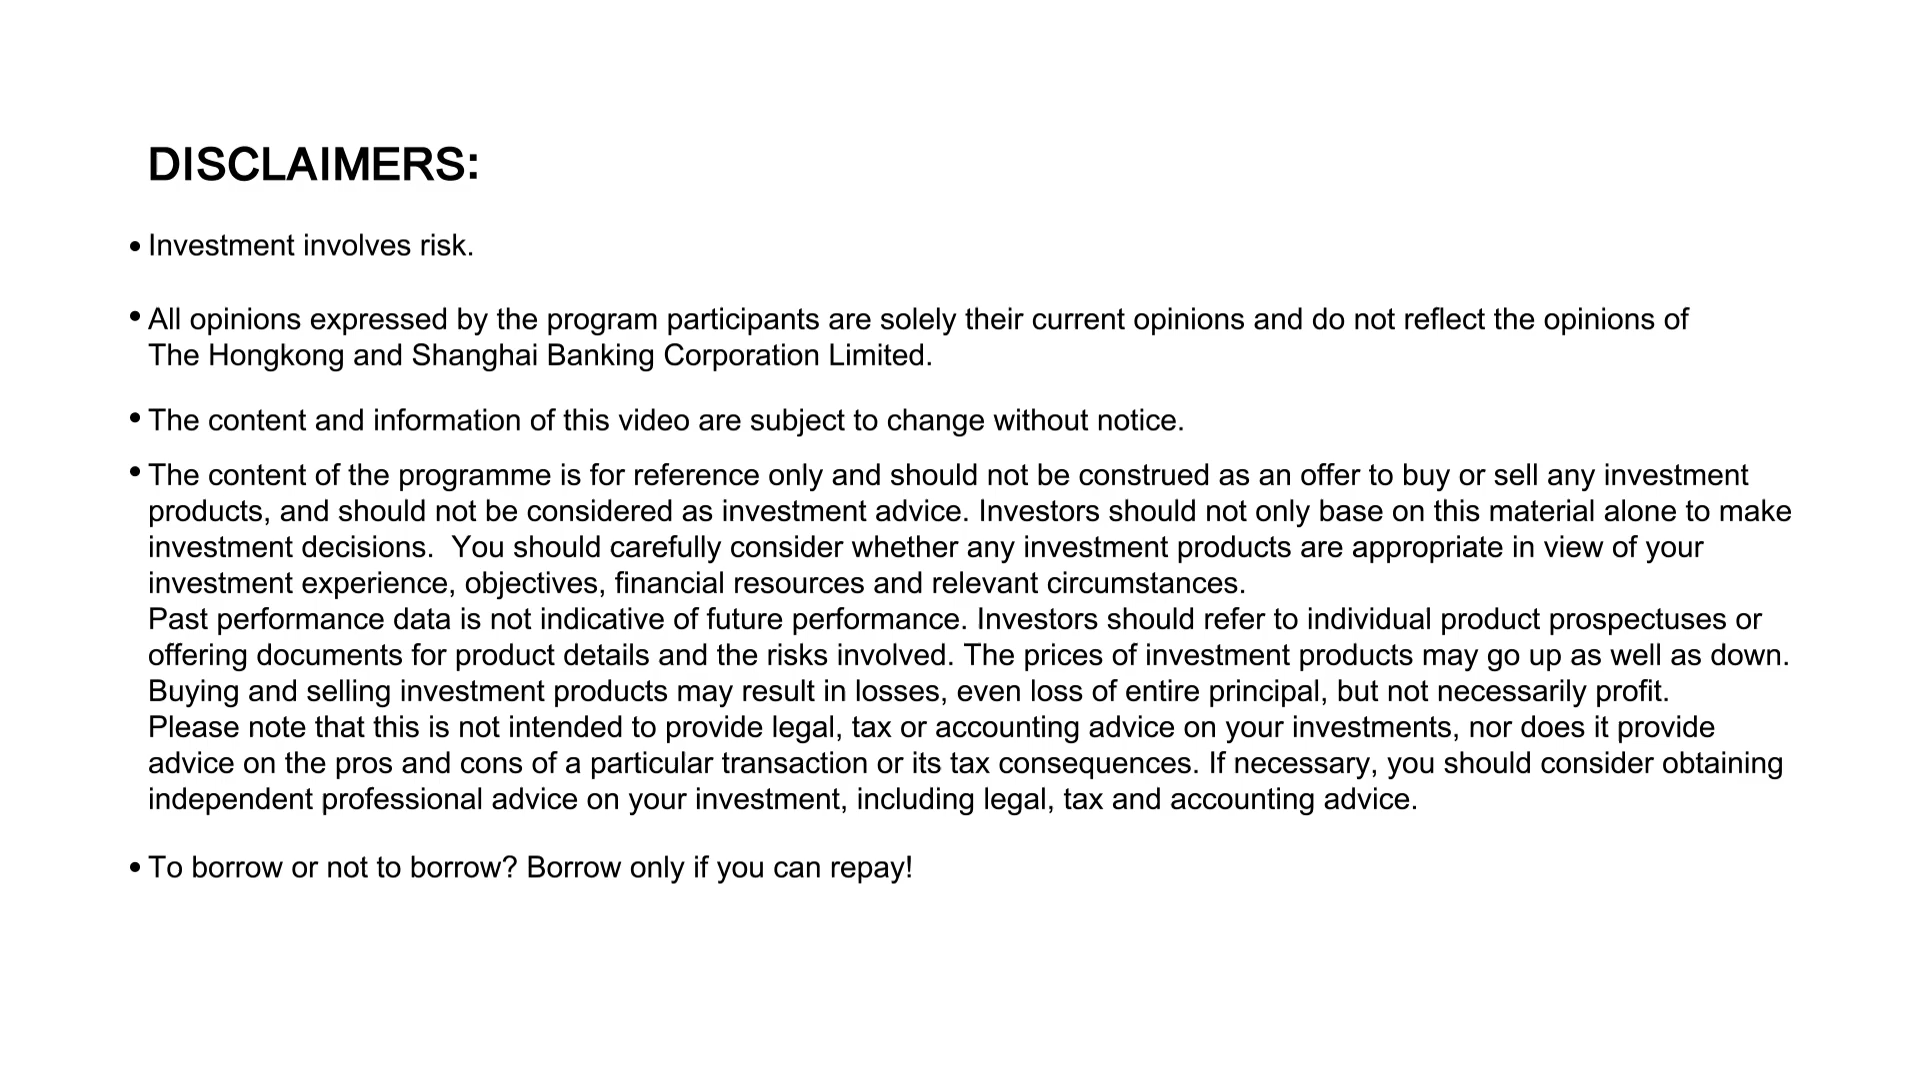 DISCLAIMERS:
• Investment involves risk.
• All opinions expressed by the program participants are solely their current opinions and do not reflect the opinions of
The Hongkong and Shanghai Banking Corporation Limited.
• The content and information of this video are subject to change without notice.
• The content of the programme is for reference only and should not be construed as an offer to buy or sell any investment
products, and should not be considered as investment advice. Investors should not only base on this material alone to make
investment decisions.  You should carefully consider whether any investment products are appropriate in view of your
investment experience, objectives, financial resources and relevant circumstances.
Past performance data is not indicative of future performance. Investors should refer to individual product prospectuses or
offering documents for product details and the risks involved. The prices of investment products may go up as well as down.
Buying and selling investment products may result in losses, even loss of entire principal, but not necessarily profit.
Please note that this is not intended to provide legal, tax or accounting advice on your investments, nor does it provide
advice on the pros and cons of a particular transaction or its tax consequences. If necessary, you should consider obtaining
independent professional advice on your investment, including legal, tax and accounting advice.
• To borrow or not to borrow? Borrow only if you can repay!